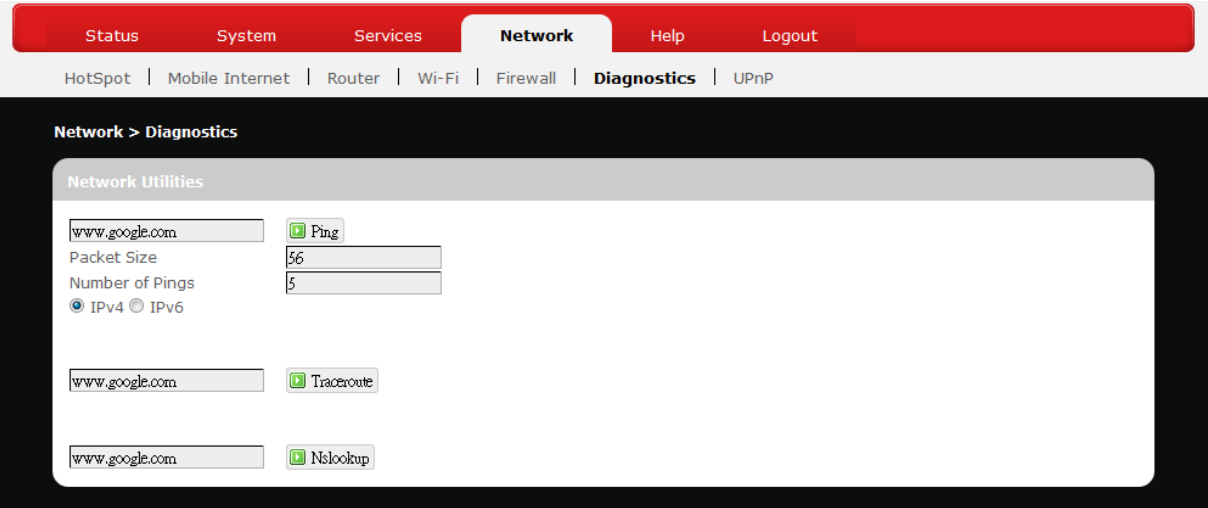 Status System Services Network Help Logout
HotSpot Mobile Internet Router Wi-Fi Firewall Diagnostics UPnP
Network > Diagnostics
Network Utilities
www.google.com Ping
Packet Size 56
Number of Pings 5
IPv4 IPv6
www.google.com Traceroute
www.google.com Nslookup